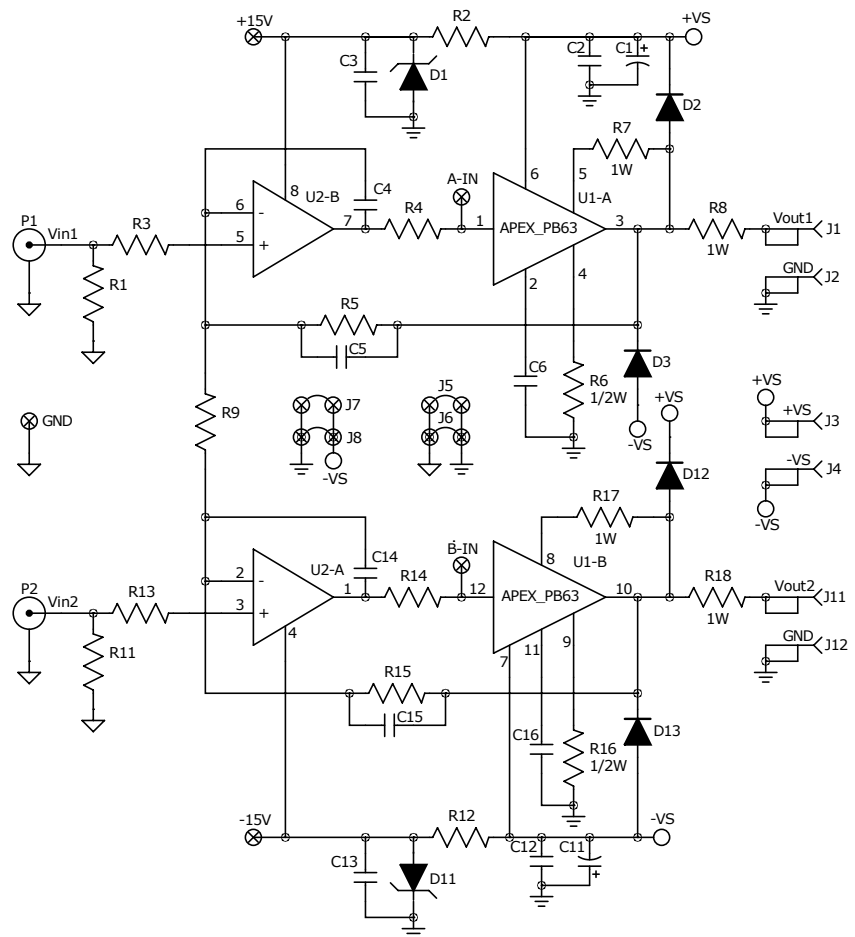 +15V
R2
+VS
C3
D1
C2
C1
+
D2
R7
1W
6
5
A-IN
U1-A
C4
U2-B
8
6
-
5
+
7
R4
1
APEX_PB63
3
R8
1W
Vout1
J1
P1
Vin1
R3
R1
2
4
GND
J2
R5
C5
C6
R6
1/2W
D3
-VS
+VS
GND
R9
J7
J8
-VS
J5
J6
D12
+VS
+VS
J3
-VS
J4
-VS
R17
1W
B-IN
8
U1-B
C14
U2-A
2
-
3
+
1
4
R14
12
APEX_PB63
10
R18
1W
Vout2
J11
P2
Vin2
R13
R11
7
11
9
GND
J12
R15
C15
C16
R16
1/2W
D13
-15V
R12
-VS
C13
D11
C12
C11
+